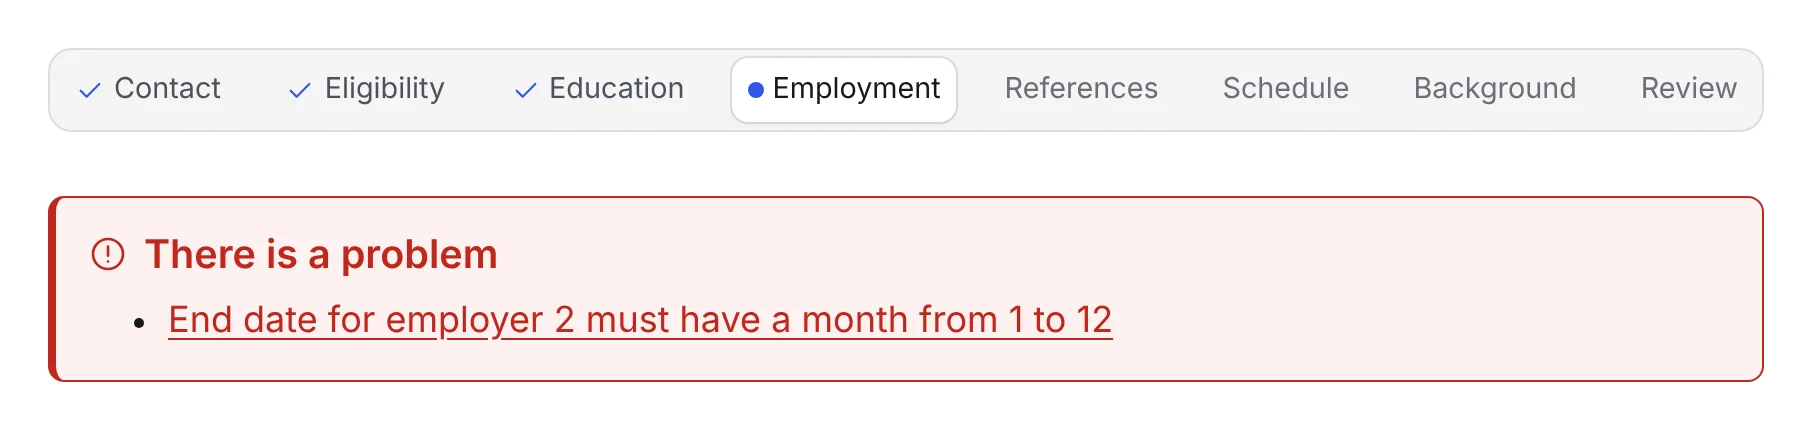 Contact Eligibility Education Employment References Schedule Background Review
There is a problem
End date for employer 2 must have a month from 1 to 12